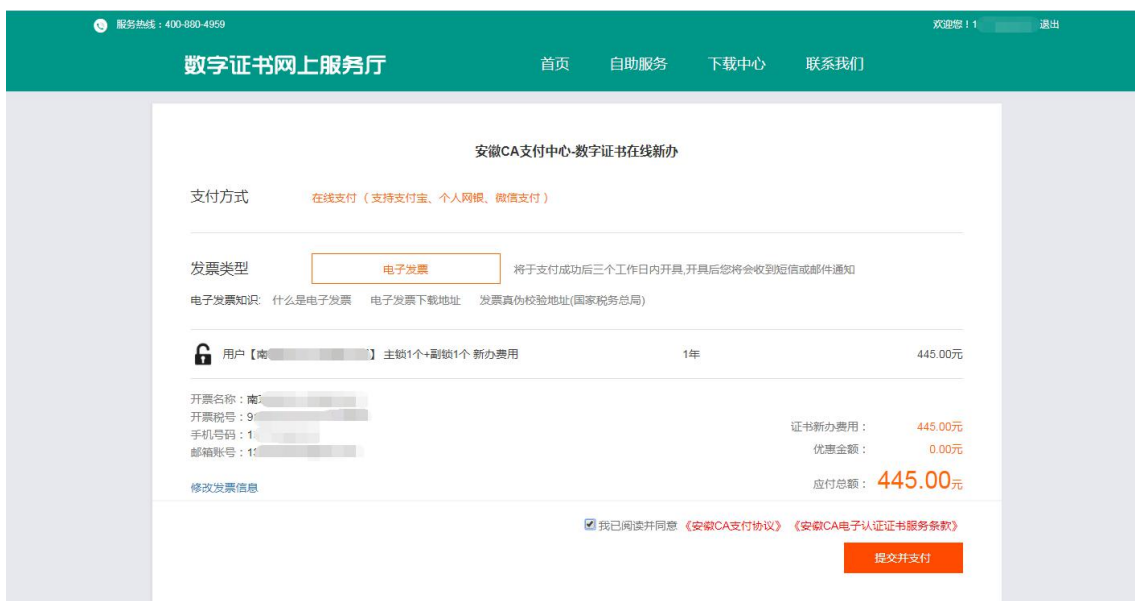 服务热线：400-880-4959
欢迎您！1 退出
数字证书网上服务厅 首页 自助服务 下载中心 联系我们
安徽CA支付中心-数字证书在线新办
支付方式 在线支付（支持支付宝、个人网银、微信支付）
发票类型 电子发票 将于支付成功后三个工作日内开具,开具后您将会收到短信或邮件通知
电子发票知识: 什么是电子发票 电子发票下载地址 发票真伪校验地址(国家税务总局)
用户【南 】 主锁1个+副锁1个 新办费用 1年 445.00元
开票名称：南
开票税号：9
手机号码：1
邮箱账号：1
修改发票信息
证书新办费用： 445.00元
优惠金额： 0.00元
应付总额： 445.00元
我已阅读并同意 《安徽CA支付协议》 《安徽CA电子认证证书服务条款》
提交并支付